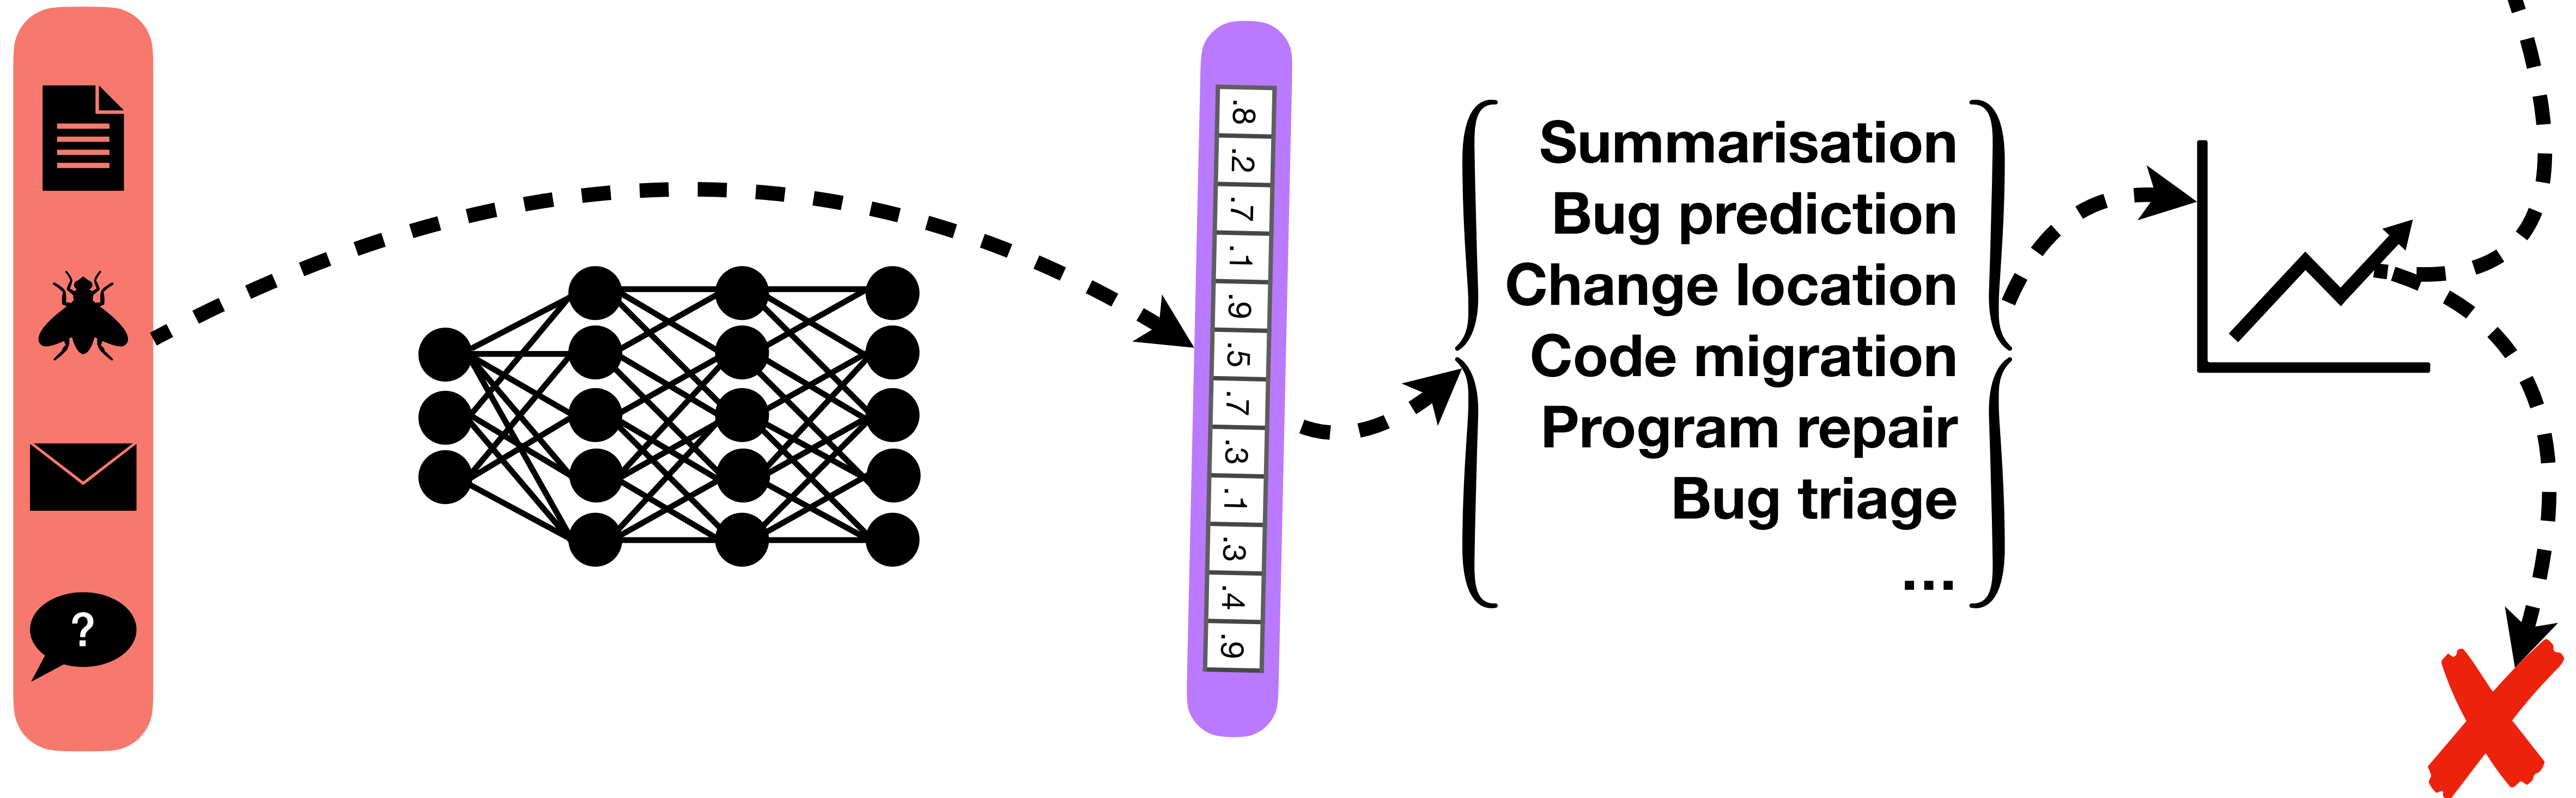 ?
.8
.2
.7
.1
.9
.5
.7
.3
.1
.3
.4
.9
Summarisation
Bug prediction
Change location
Code migration
Program repair
Bug triage
...